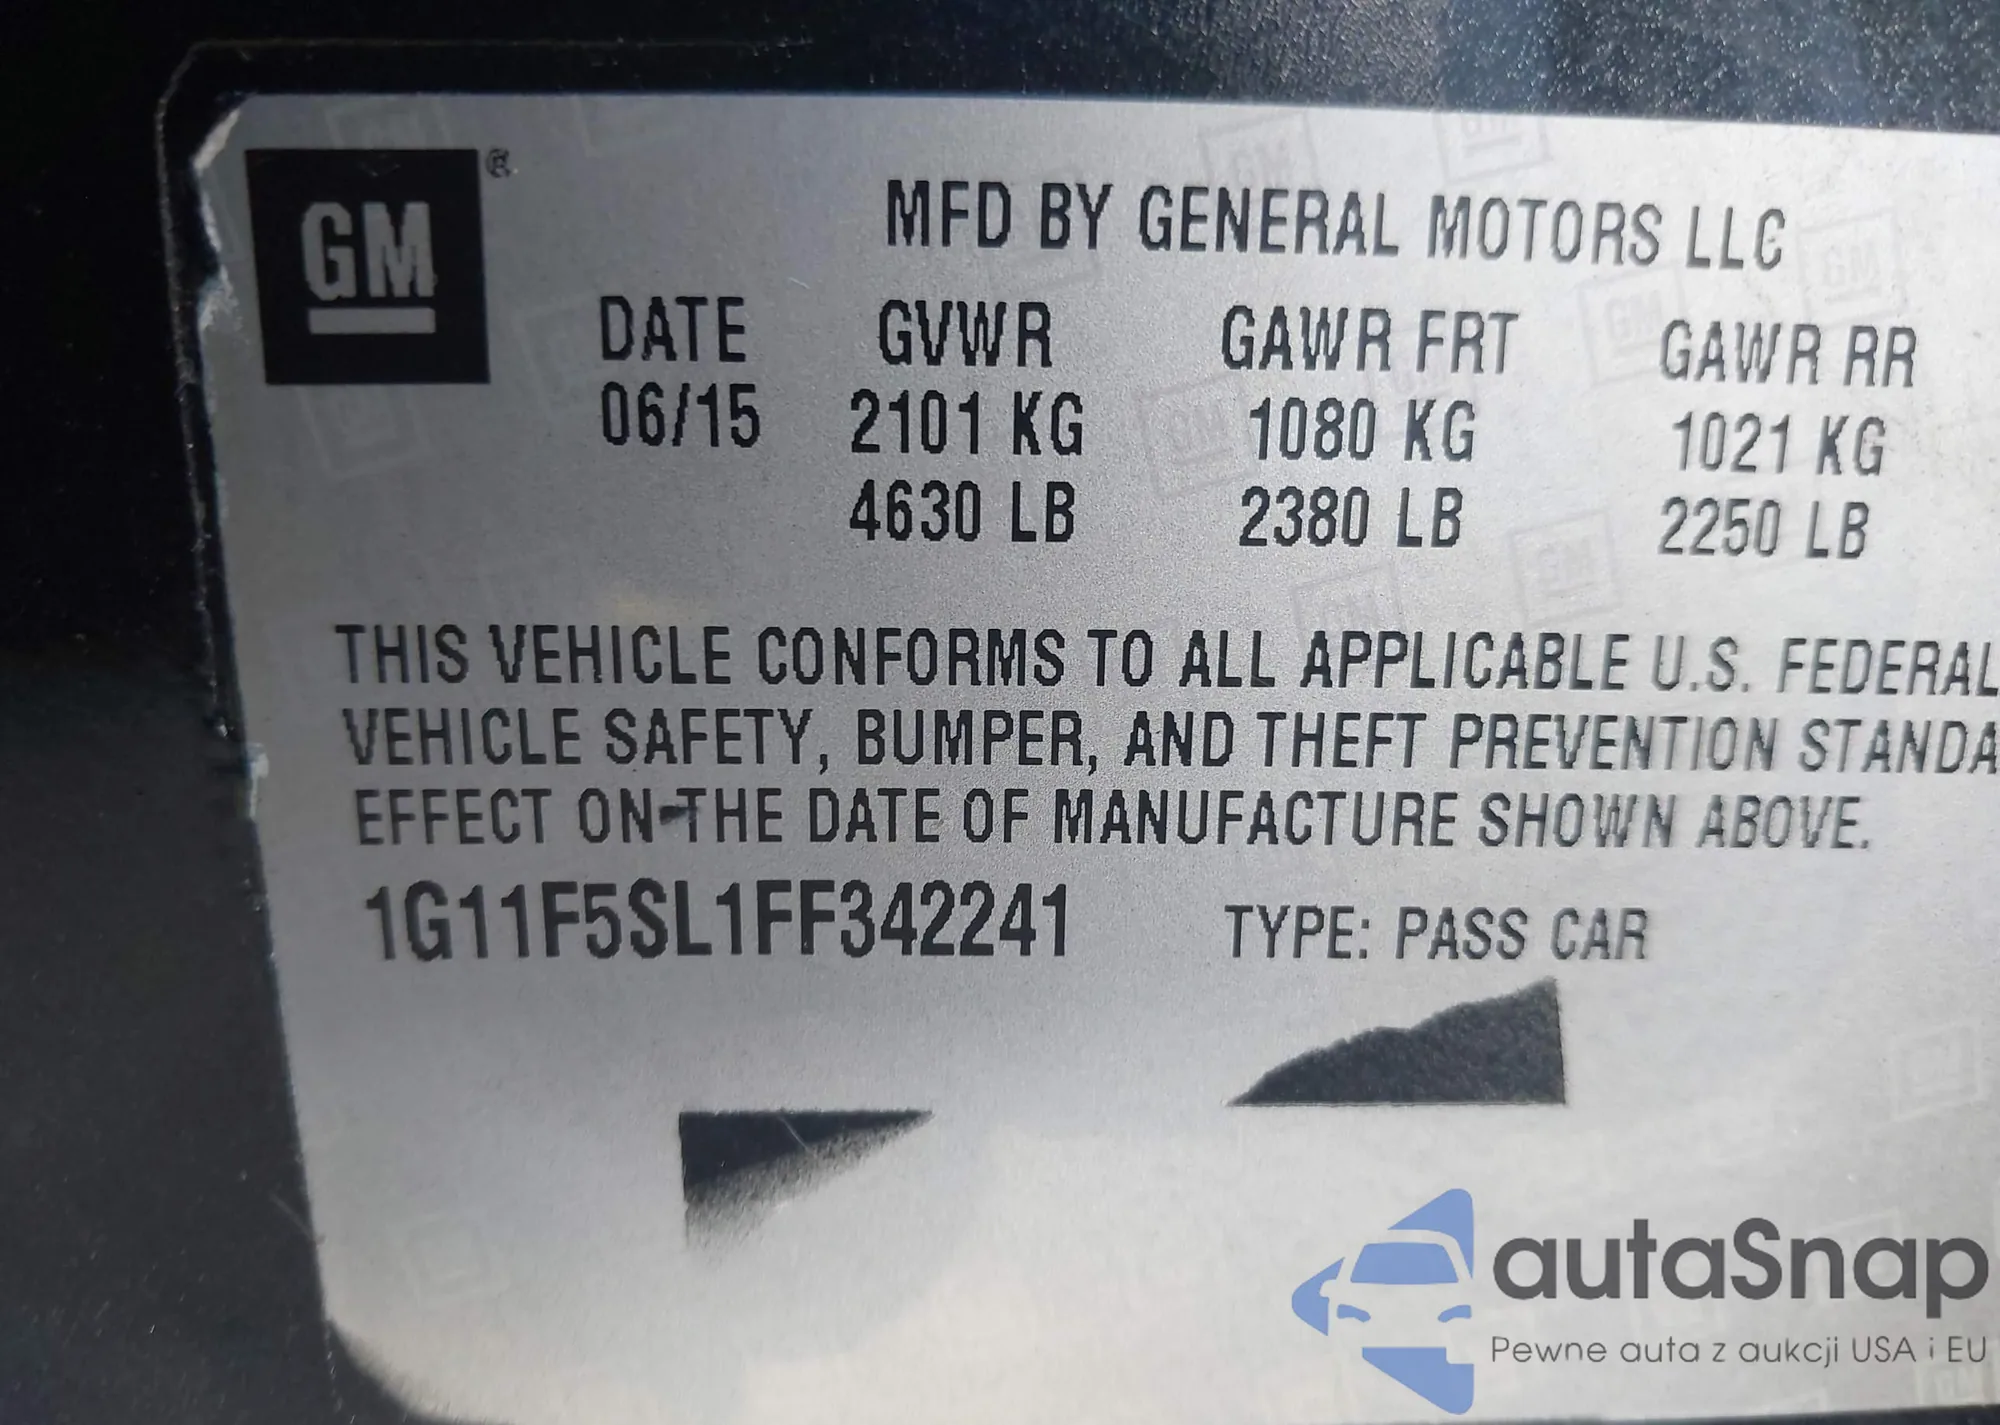 GM ®
MFD BY GENERAL MOTORS LLC
DATE GVWR GAWR FRT GAWR RR
06/15 2101 KG 1080 KG 1021 KG
4630 LB 2380 LB 2250 LB
THIS VEHICLE CONFORMS TO ALL APPLICABLE U.S. FEDERAL
VEHICLE SAFETY, BUMPER, AND THEFT PREVENTION STANDA
EFFECT ON THE DATE OF MANUFACTURE SHOWN ABOVE.
1G11F5SL1FF342241 TYPE: PASS CAR
autaSnap
Pewne auta z aukcji USA i EU